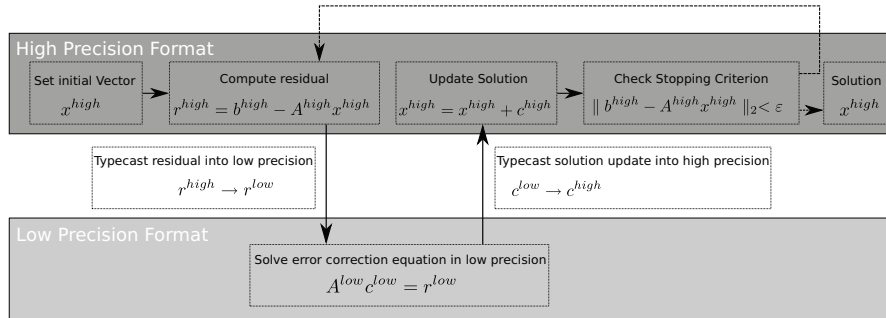 High Precision Format
Set initial Vector
x^{high}
Compute residual
r^{high} = b^{high} − A^{high}x^{high}
Update Solution
x^{high} = x^{high} + c^{high}
Check Stopping Criterion
∥ b^{high} − A^{high}x^{high} ∥_2 < ε
Solution
x^{high}
Typecast residual into low precision
r^{high} → r^{low}
Typecast solution update into high precision
c^{low} → c^{high}
Low Precision Format
Solve error correction equation in low precision
A^{low}c^{low} = r^{low}